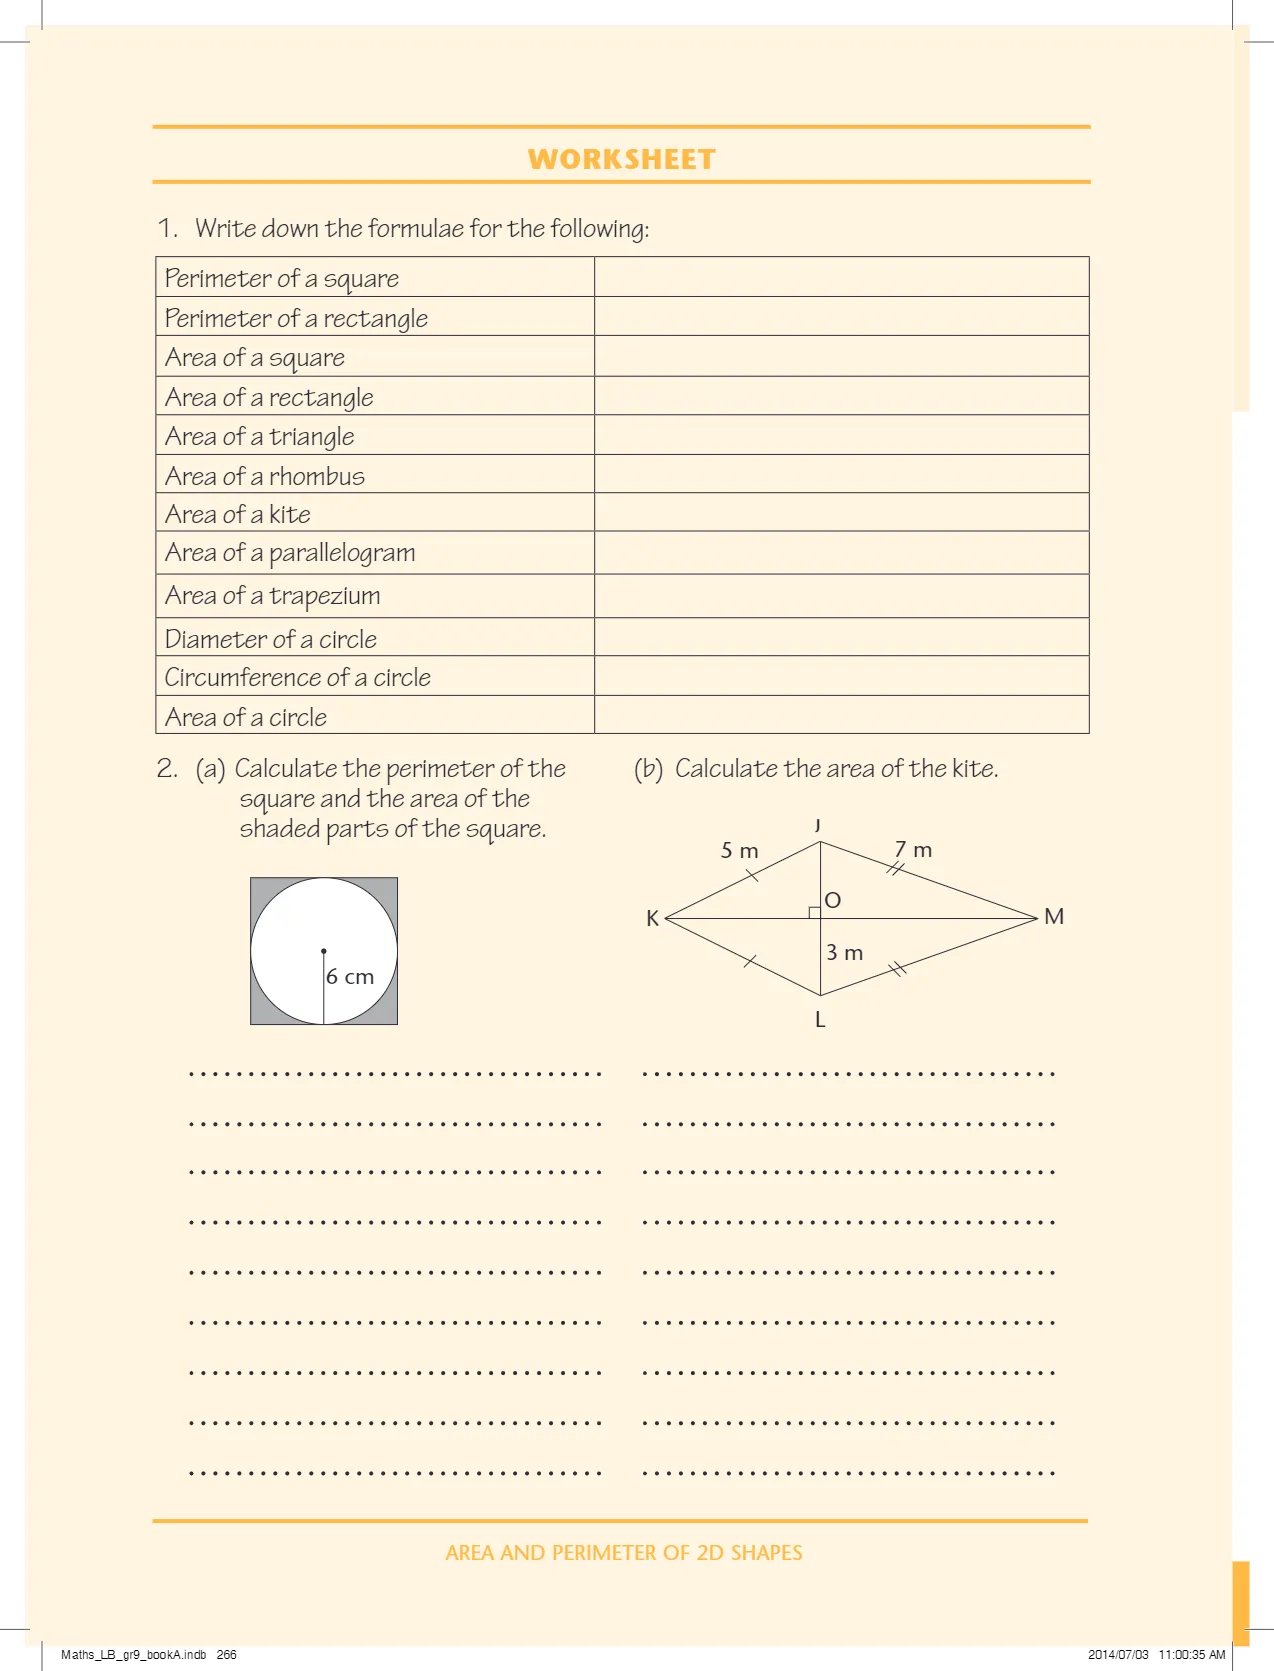 WORKSHEET
1. Write down the formulae for the following:
Perimeter of a square
Perimeter of a rectangle
Area of a square
Area of a rectangle
Area of a triangle
Area of a rhombus
Area of a kite
Area of a parallelogram
Area of a trapezium
Diameter of a circle
Circumference of a circle
Area of a circle
2. (a) Calculate the perimeter of the
square and the area of the
shaded parts of the square.
6 cm
(b) Calculate the area of the kite.
J
5 m
7 m
O
K
M
3 m
L
AREA AND PERIMETER OF 2D SHAPES
Maths_LB_gr9_bookA.indb 266
2014/07/03 11:00:35 AM